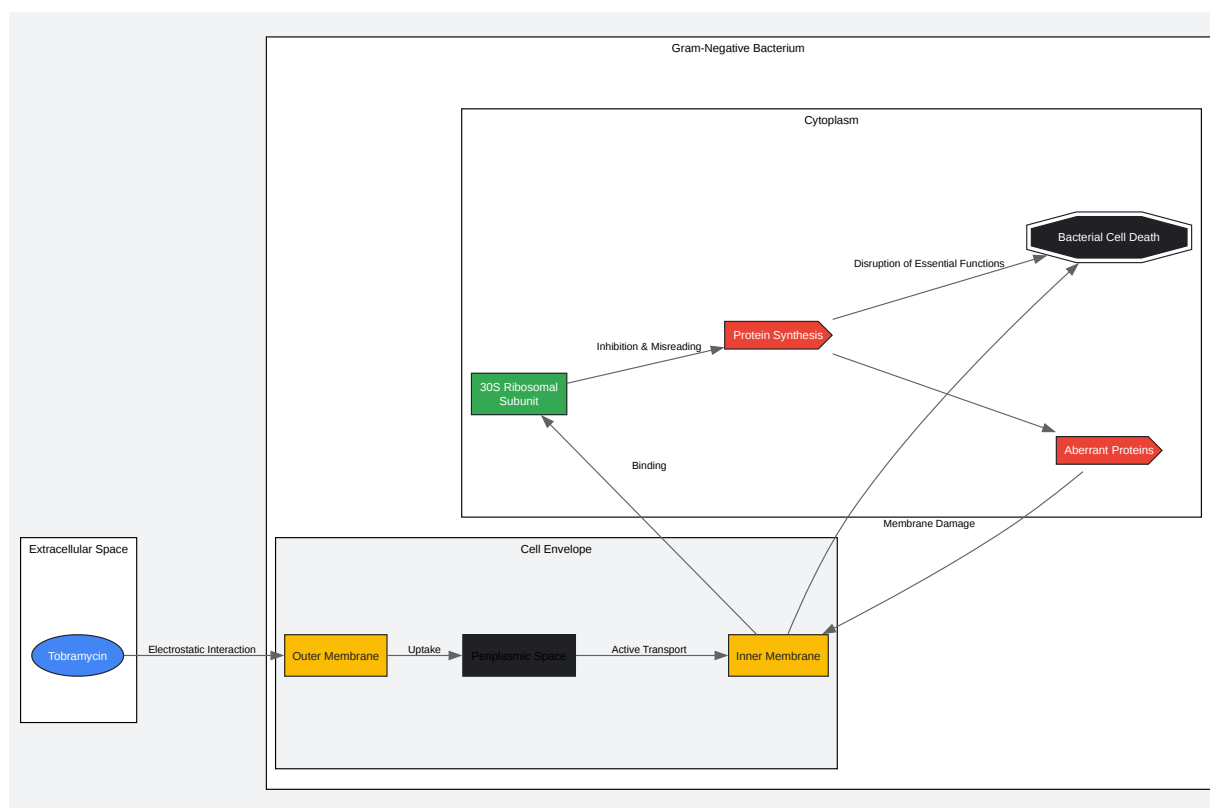 Gram-Negative Bacterium
Cytoplasm
Bacterial Cell Death
Disruption of Essential Functions
Protein Synthesis
Inhibition & Misreading
30S Ribosomal
Subunit
Aberrant Proteins
Binding
Membrane Damage
Extracellular Space
Cell Envelope
Tobramycin
Electrostatic Interaction
Outer Membrane
Uptake
Periplasmic Space
Active Transport
Inner Membrane